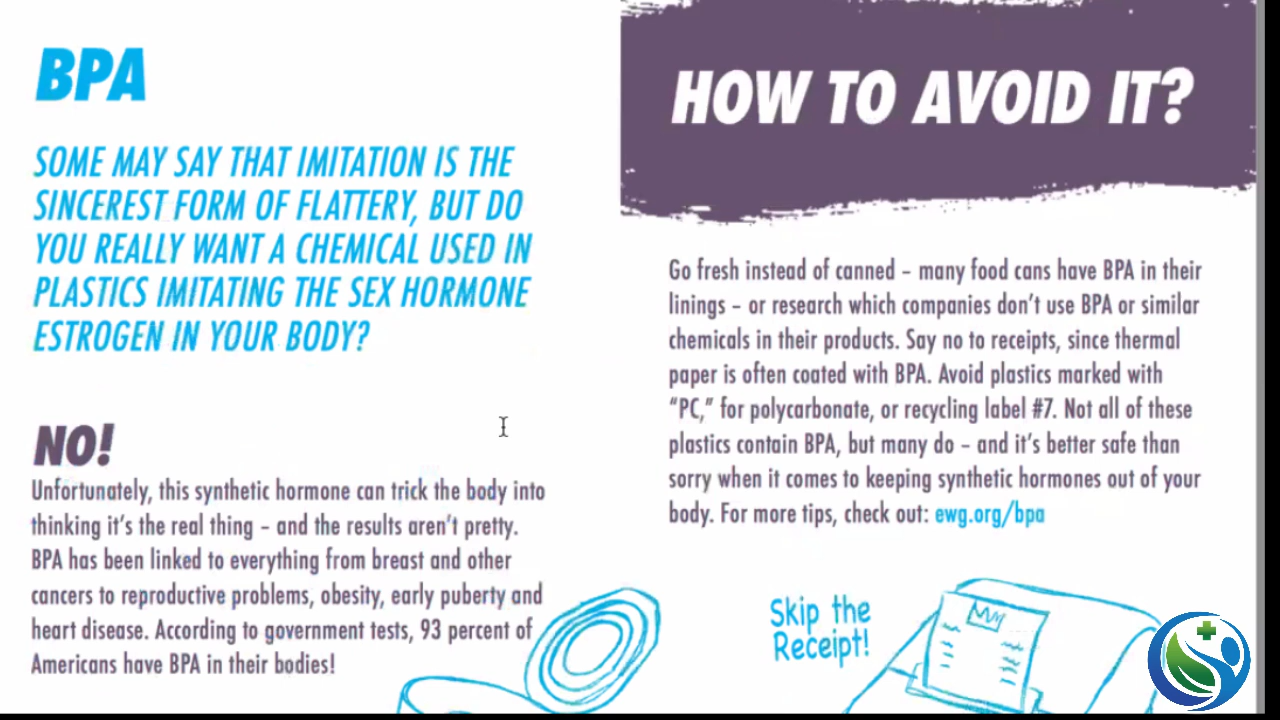 BPA
SOME MAY SAY THAT IMITATION IS THE
SINCEREST FORM OF FLATTERY, BUT DO
YOU REALLY WANT A CHEMICAL USED IN
PLASTICS IMITATING THE SEX HORMONE
ESTROGEN IN YOUR BODY?
NO!
Unfortunately, this synthetic hormone can trick the body into
thinking it's the real thing – and the results aren't pretty.
BPA has been linked to everything from breast and other
cancers to reproductive problems, obesity, early puberty and
heart disease. According to government tests, 93 percent of
Americans have BPA in their bodies!
HOW TO AVOID IT?
Go fresh instead of canned – many food cans have BPA in their
linings – or research which companies don't use BPA or similar
chemicals in their products. Say no to receipts, since thermal
paper is often coated with BPA. Avoid plastics marked with
“PC,” for polycarbonate, or recycling label #7. Not all of these
plastics contain BPA, but many do – and it's better safe than
sorry when it comes to keeping synthetic hormones out of your
body. For more tips, check out: ewg.org/bpa
Skip the
Receipt!